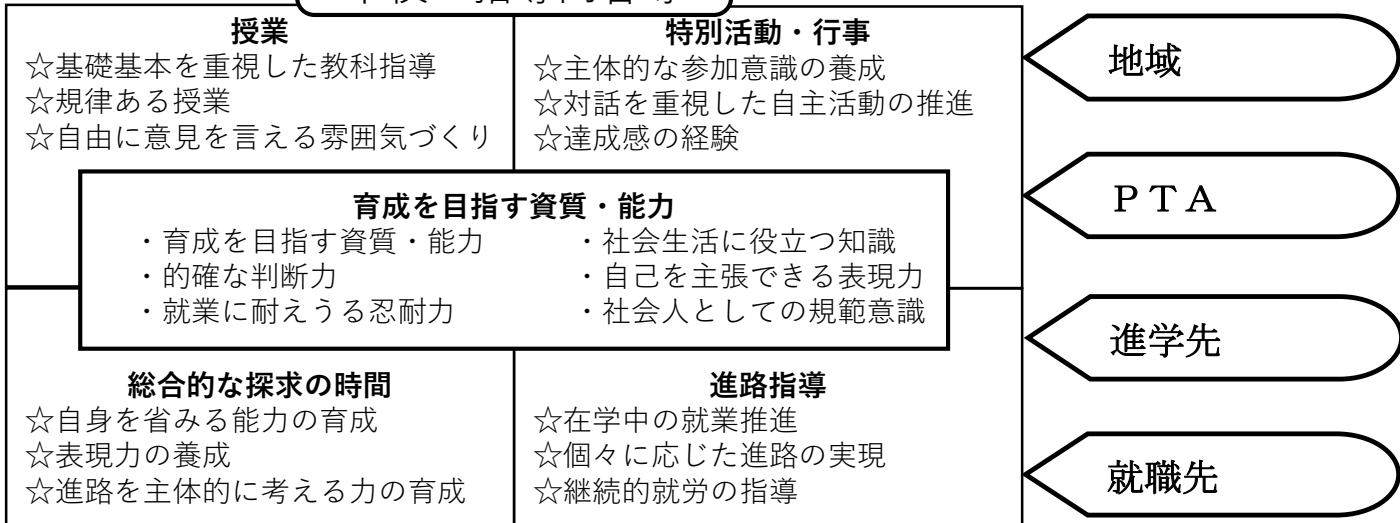 授業
☆基礎基本を重視した教科指導
☆規律ある授業
☆自由に意見を言える雰囲気づくり
特別活動・行事
☆主体的な参加意識の養成
☆対話を重視した自主活動の推進
☆達成感の経験
育成を目指す資質・能力
・育成を目指す資質・能力
・的確な判断力
・就業に耐えうる忍耐力
・社会生活に役立つ知識
・自己を主張できる表現力
・社会人としての規範意識
総合的な探求の時間
☆自身を省みる能力の育成
☆表現力の養成
☆進路を主体的に考える力の育成
進路指導
☆在学中の就業推進
☆個々に応じた進路の実現
☆継続的就労の指導
地域
ＰＴＡ
進学先
就職先